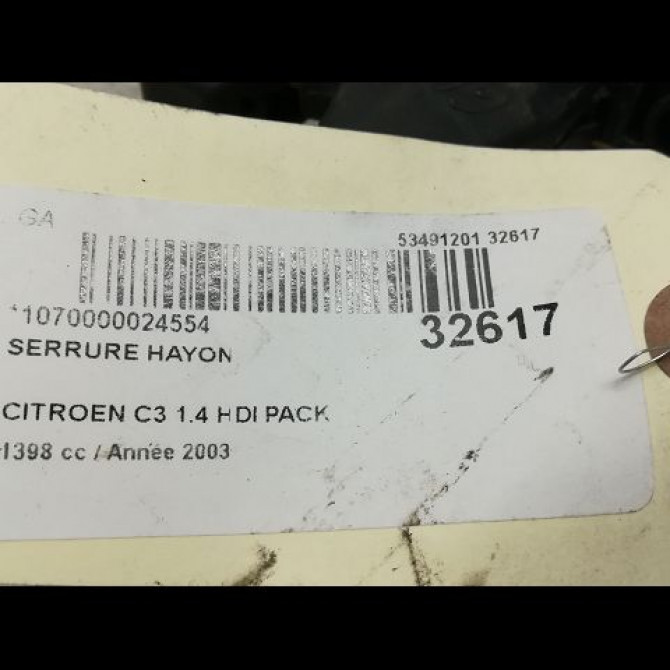 GA
53491201 32617
*1070000024554
32617
SERRURE HAYON
CITROEN C3 1.4 HDI PACK
1398 cc / Année 2003